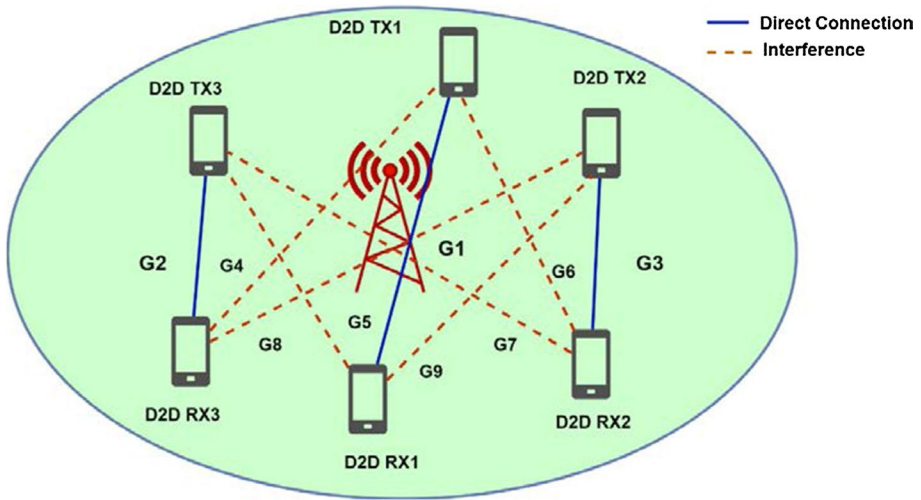 D2D TX1
Direct Connection
Interference
D2D TX2
D2D TX3
G1
G2
G4
G6
G3
G5
G8
G7
G9
D2D RX3
D2D RX2
D2D RX1